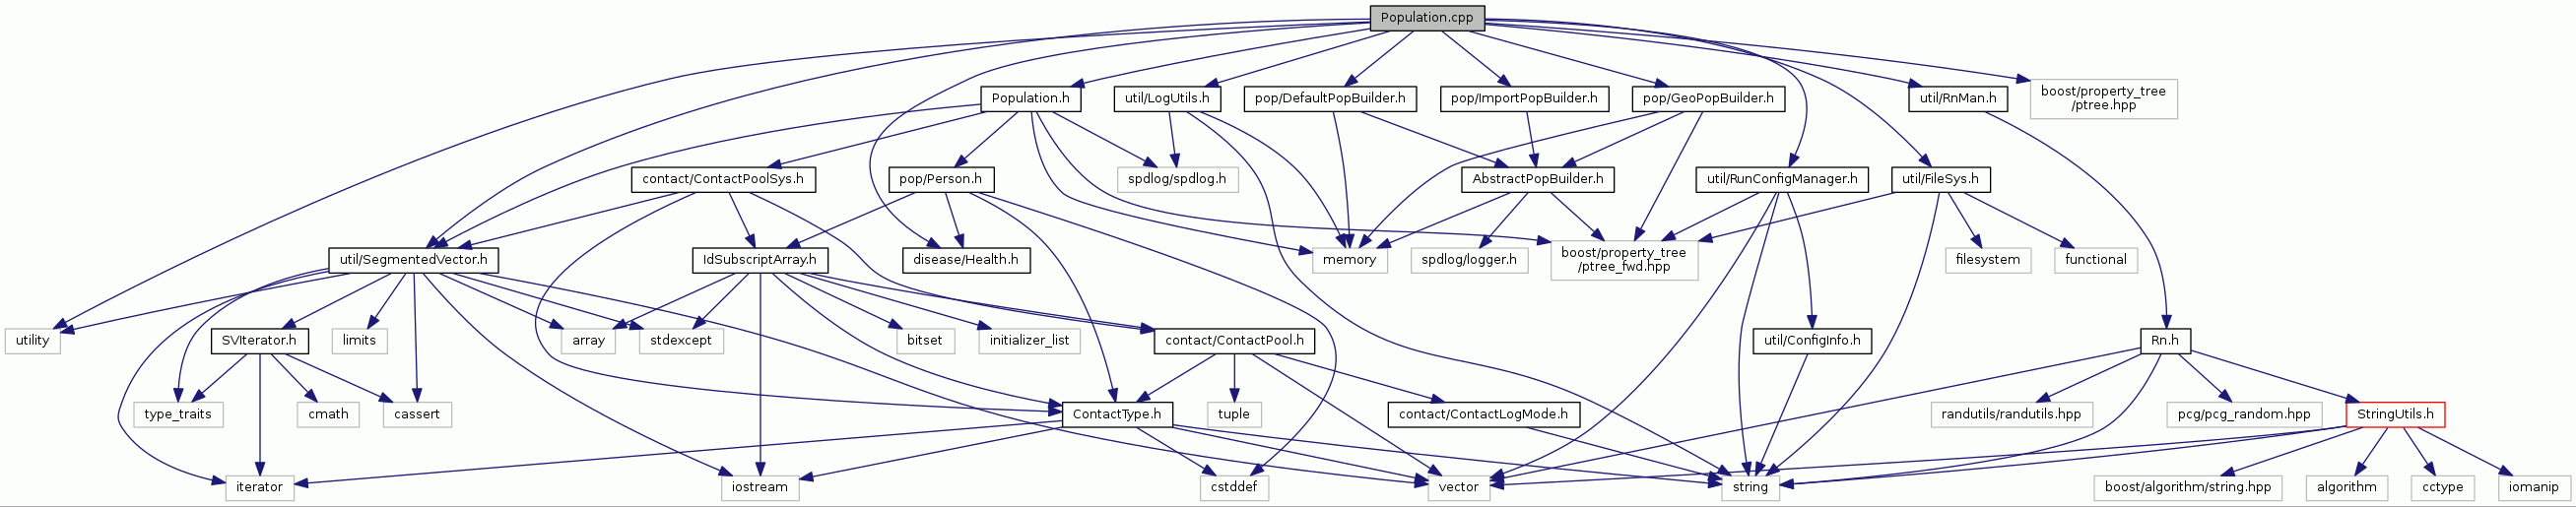 Population.cpp
boost/property_tree
/ptree.hpp
Population.h
util/LogUtils.h
pop/DefaultPopBuilder.h
pop/ImportPopBuilder.h
pop/GeoPopBuilder.h
util/RnMan.h
contact/ContactPoolSys.h
pop/Person.h
spdlog/spdlog.h
AbstractPopBuilder.h
util/RunConfigManager.h
util/FileSys.h
util/SegmentedVector.h
IdSubscriptArray.h
disease/Health.h
memory
spdlog/logger.h
boost/property_tree
/ptree_fwd.hpp
filesystem
functional
utility
SVIterator.h
limits
array
stdexcept
bitset
initializer_list
contact/ContactPool.h
util/ConfigInfo.h
Rn.h
type_traits
cmath
cassert
ContactType.h
tuple
contact/ContactLogMode.h
randutils/randutils.hpp
pcg/pcg_random.hpp
StringUtils.h
iterator
iostream
cstddef
vector
string
boost/algorithm/string.hpp
algorithm
cctype
iomanip